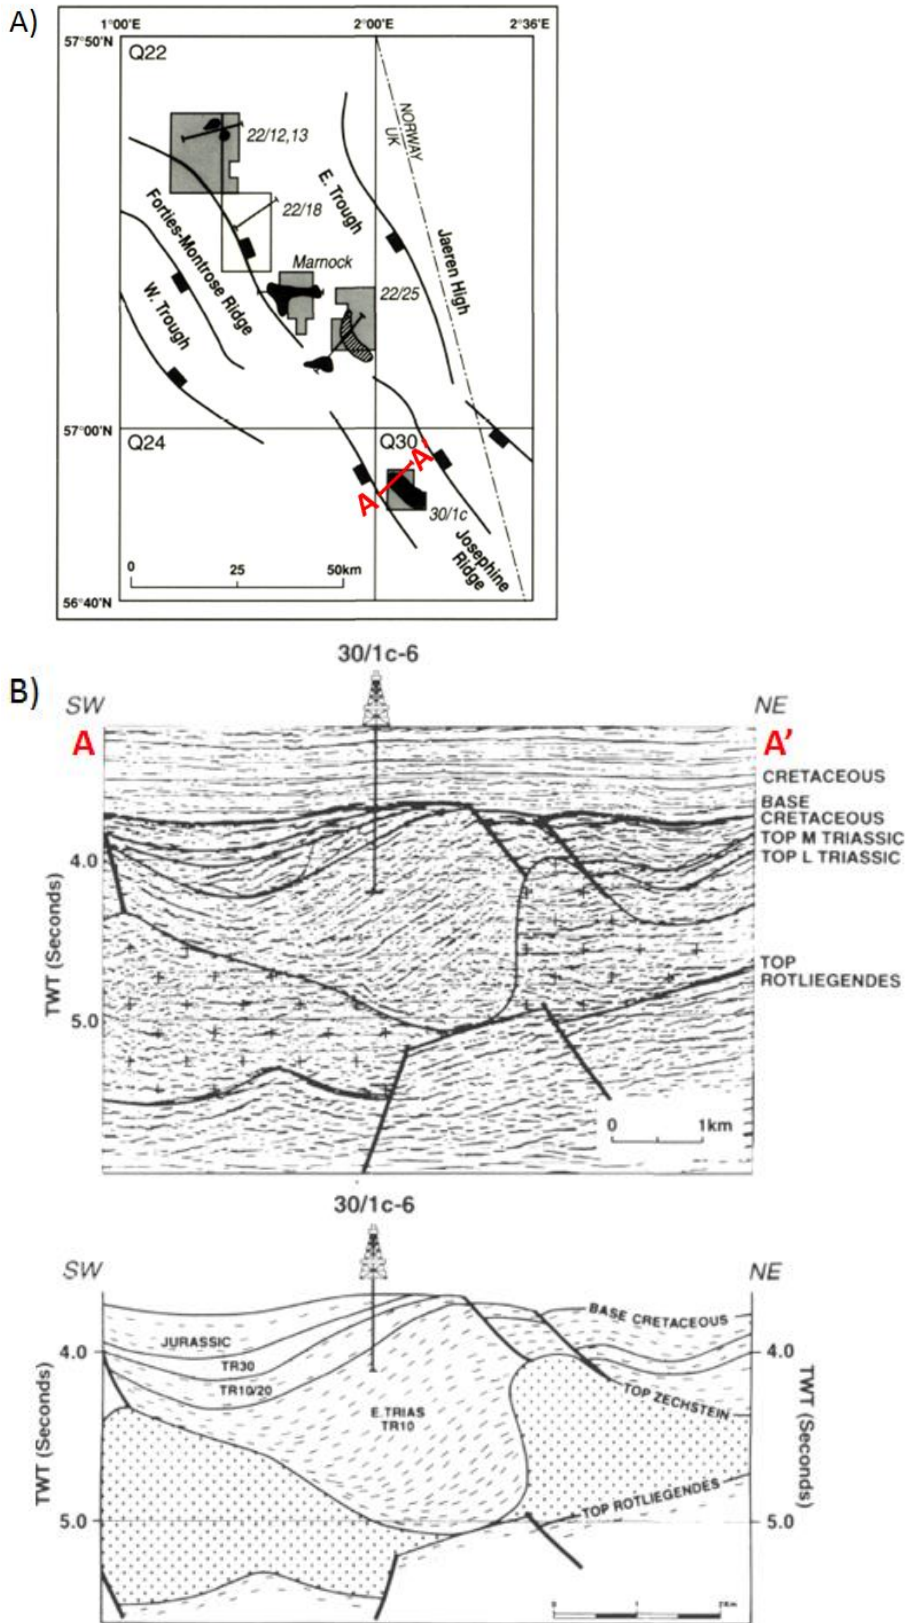 A)
1°00'E 2°00'E 2°36'E
57°50'N
Q22
NORWAY
UK
22/12,13
E. Trough
22/18
Forties-Montrose Ridge
Jaeren High
Marnock
22/25
W. Trough
57°00'N
Q24 Q30
A A'
30/1c
Josephine
Ridge
0 25 50km
56°40'N
30/1c-6
B)
SW NE
A A'
CRETACEOUS
BASE
CRETACEOUS
TOP M TRIASSIC
TOP L TRIASSIC
4.0
TWT (Seconds)
TOP
ROTLIEGENDES
5.0
0 1km
30/1c-6
SW NE
BASE CRETACEOUS
JURASSIC
4.0 4.0
TR30
TR10/20
TOP ZECHSTEIN
E.TRIAS
TR10
TWT (Seconds) TWT (Seconds)
TOP ROTLIEGENDES
5.0 5.0